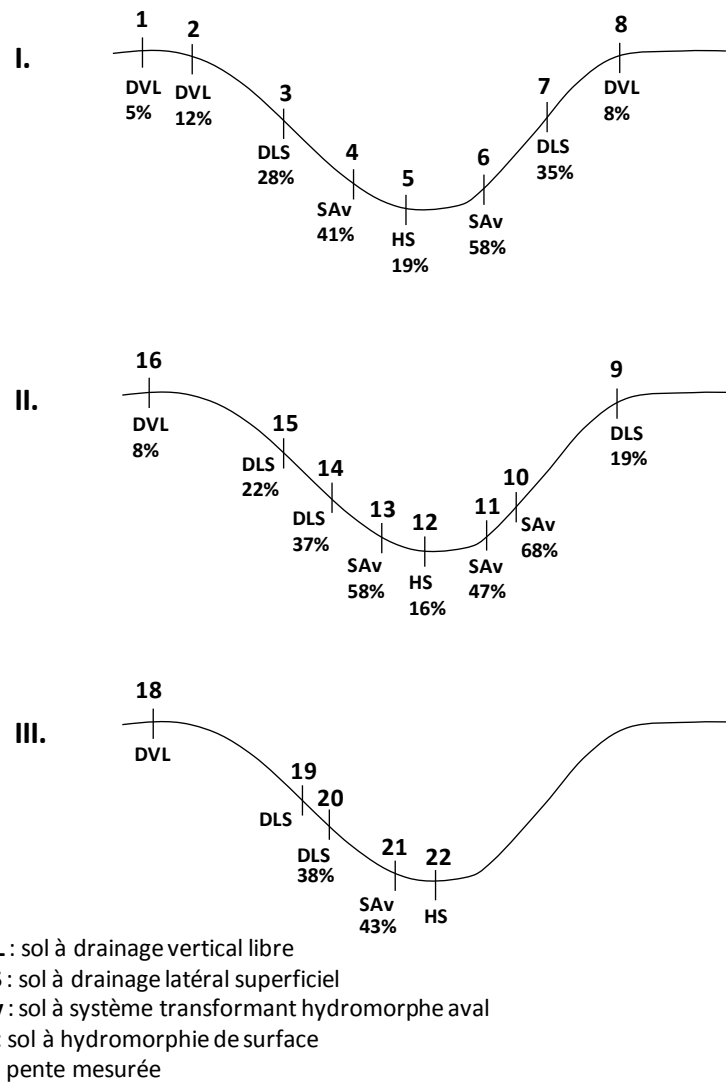 I.
1
DVL
5%
2
DVL
12%
3
DLS
28%
4
SAv
41%
5
HS
19%
6
SAv
58%
7
DLS
35%
8
DVL
8%
II.
16
DVL
8%
15
DLS
22%
14
DLS
37%
13
SAv
58%
12
HS
16%
11
SAv
47%
10
SAv
68%
9
DLS
19%
III.
18
DVL
19
DLS
20
DLS
38%
21
SAv
43%
22
HS
L : sol à drainage vertical libre
: sol à drainage latéral superficiel
: sol à système transformant hydromorphe aval
: sol à hydromorphie de surface
pente mesurée